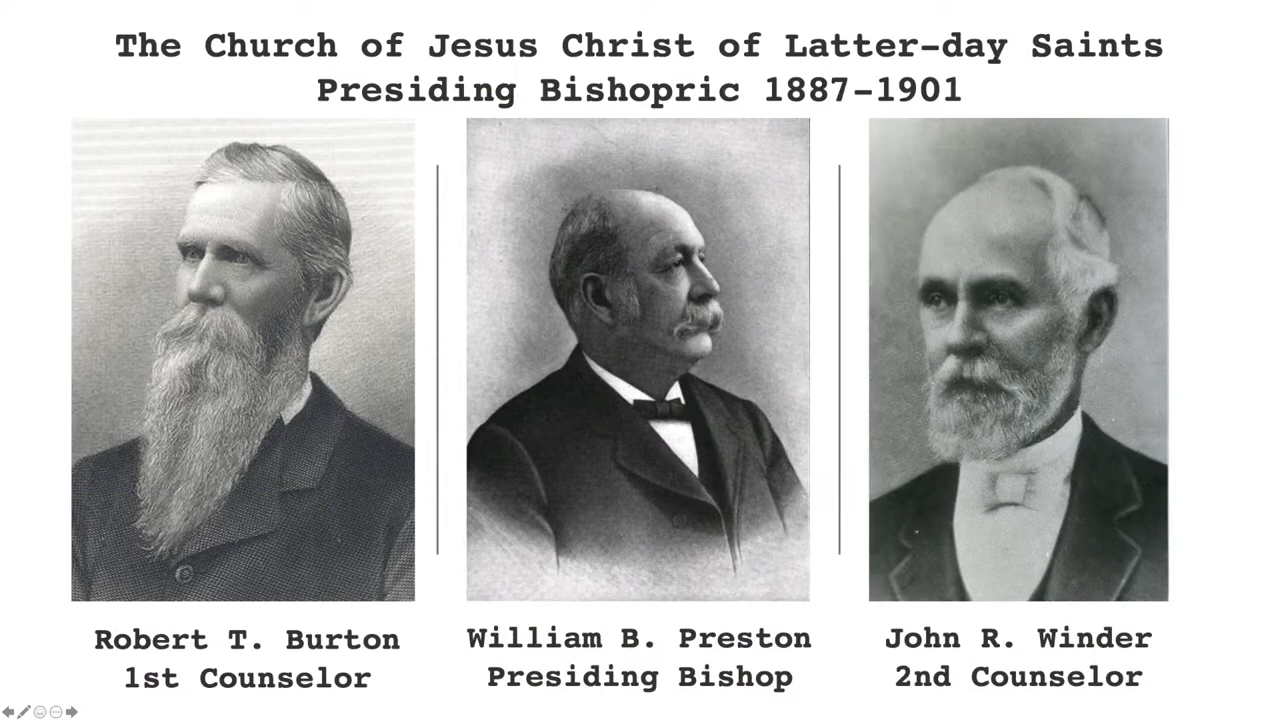 The Church of Jesus Christ of Latter-day Saints
Presiding Bishopric 1887-1901
Robert T. Burton
1st Counselor
William B. Preston
Presiding Bishop
John R. Winder
2nd Counselor